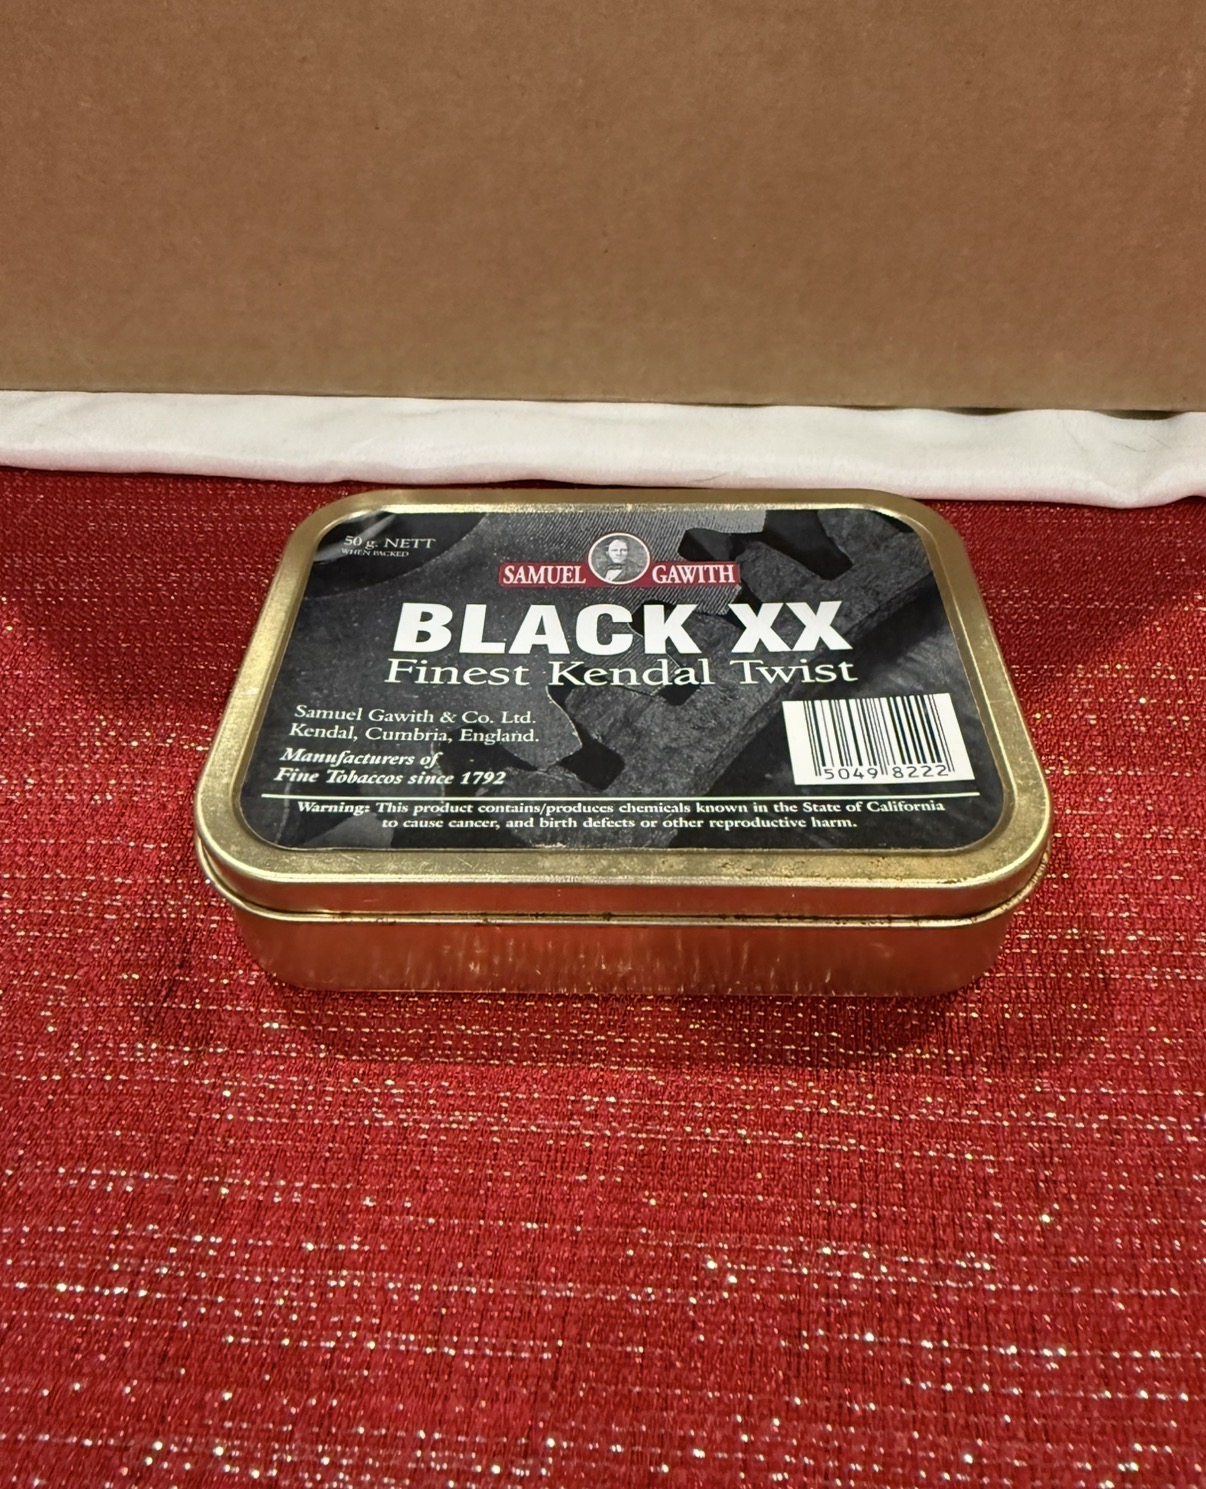 50 g. NETT
WHEN PACKED
SAMUEL GAWITH
BLACK XX
Finest Kendal Twist
Samuel Gawith & Co. Ltd.
Kendal, Cumbria, England.
Manufacturers of
Fine Tobaccos since 1792
5049 8222
Warning: This product contains/produces chemicals known in the State of California
to cause cancer, and birth defects or other reproductive harm.